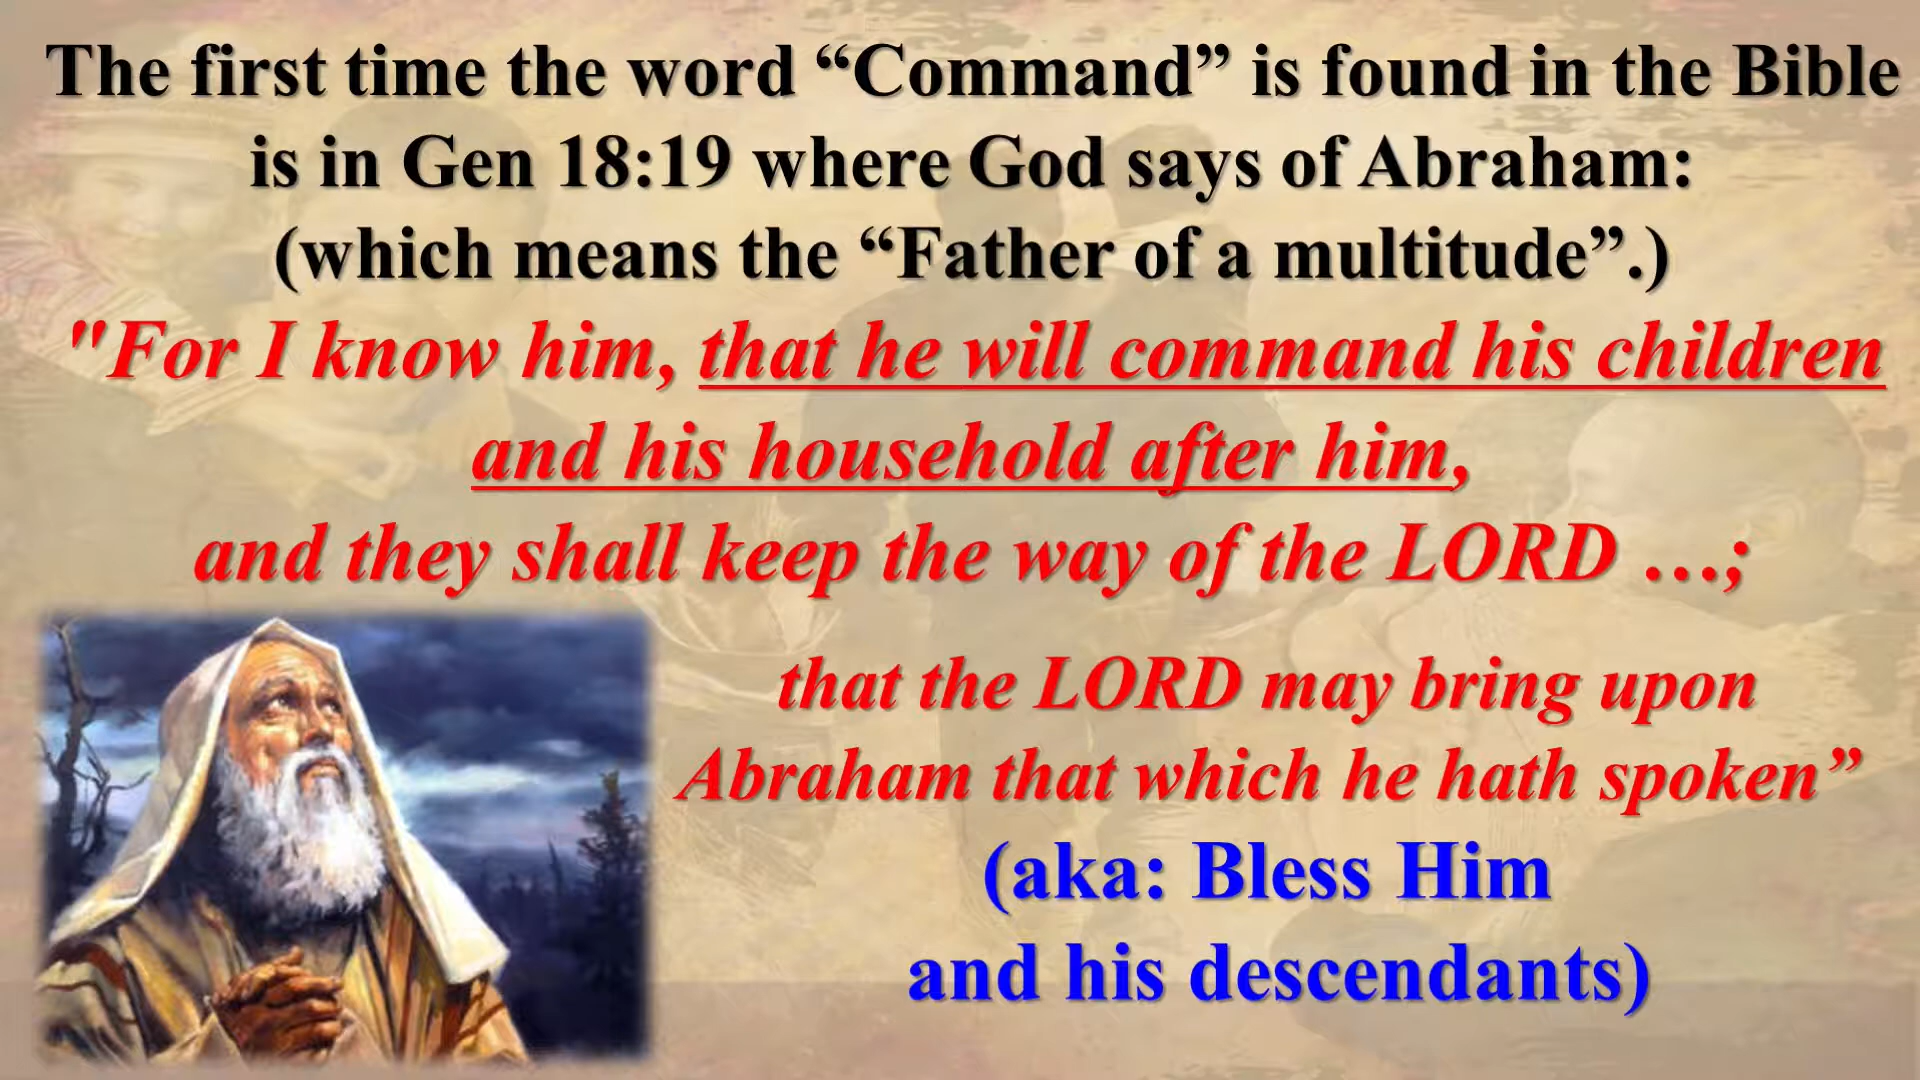 The first time the word “Command” is found in the Bible
is in Gen 18:19 where God says of Abraham:
(which means the “Father of a multitude”.)
"For I know him, that he will command his children
and his household after him,
and they shall keep the way of the LORD …;
that the LORD may bring upon
Abraham that which he hath spoken”
(aka: Bless Him
and his descendants)